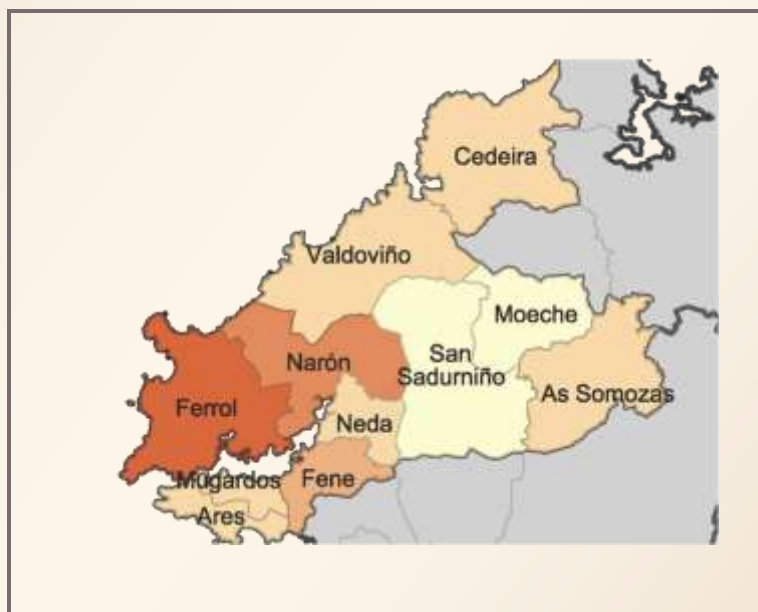 Cedeira
Valdoviño
Moeche
Narón
San
Sadurniño
As Somozas
Ferrol
Neda
Fene
Mugardos
Ares